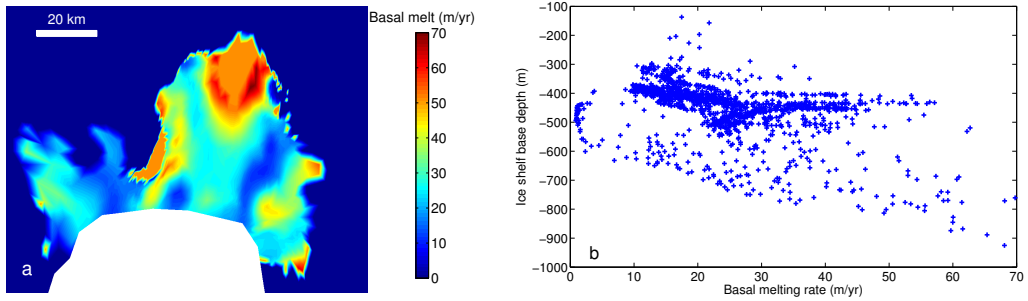 20 km
Basal melt (m/yr)
70
60
50
40
30
20
10
0
a
−100
−200
−300
−400
−500
−600
−700
−800
−900
−1000
Ice shelf base depth (m)
b
0 10 20 30 40 50 60 70
Basal melting rate (m/yr)